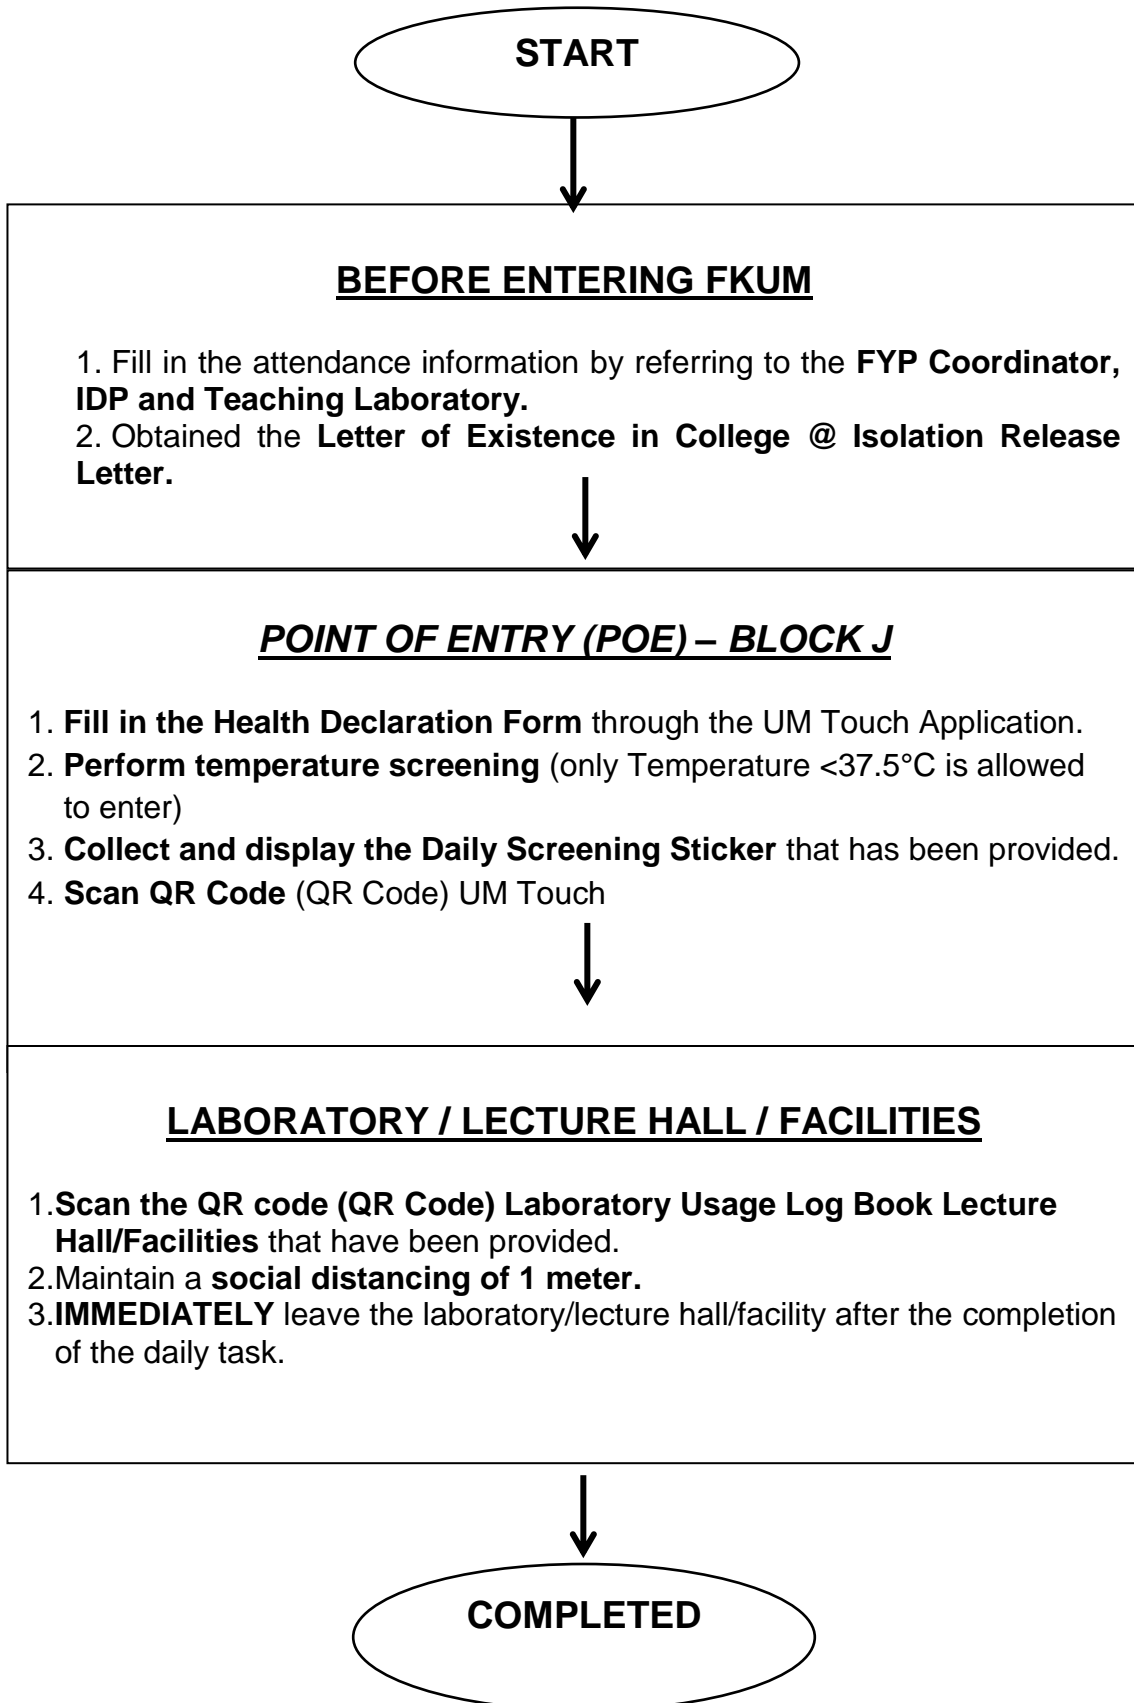 START
BEFORE ENTERING FKUM
1. Fill in the attendance information by referring to the FYP Coordinator,
IDP and Teaching Laboratory.
2. Obtained the Letter of Existence in College @ Isolation Release
Letter.
POINT OF ENTRY (POE) – BLOCK J
1. Fill in the Health Declaration Form through the UM Touch Application.
2. Perform temperature screening (only Temperature <37.5°C is allowed
to enter)
3. Collect and display the Daily Screening Sticker that has been provided.
4. Scan QR Code (QR Code) UM Touch
LABORATORY / LECTURE HALL / FACILITIES
1.Scan the QR code (QR Code) Laboratory Usage Log Book Lecture
Hall/Facilities that have been provided.
2.Maintain a social distancing of 1 meter.
3.IMMEDIATELY leave the laboratory/lecture hall/facility after the completion
of the daily task.
COMPLETED